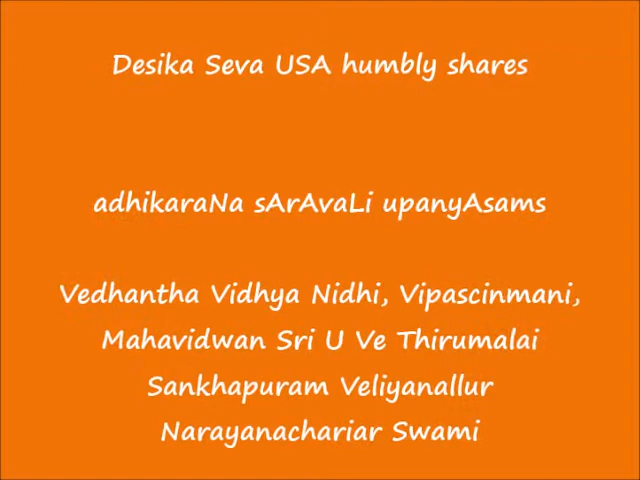 Desika Seva USA humbly shares
adhikaraNa sArAvaLi upanyAsams
Vedhantha Vidhya Nidhi, Vipascinmani,
Mahavidwan Sri U Ve Thirumalai
Sankhapuram Veliyanallur
Narayanachariar Swami